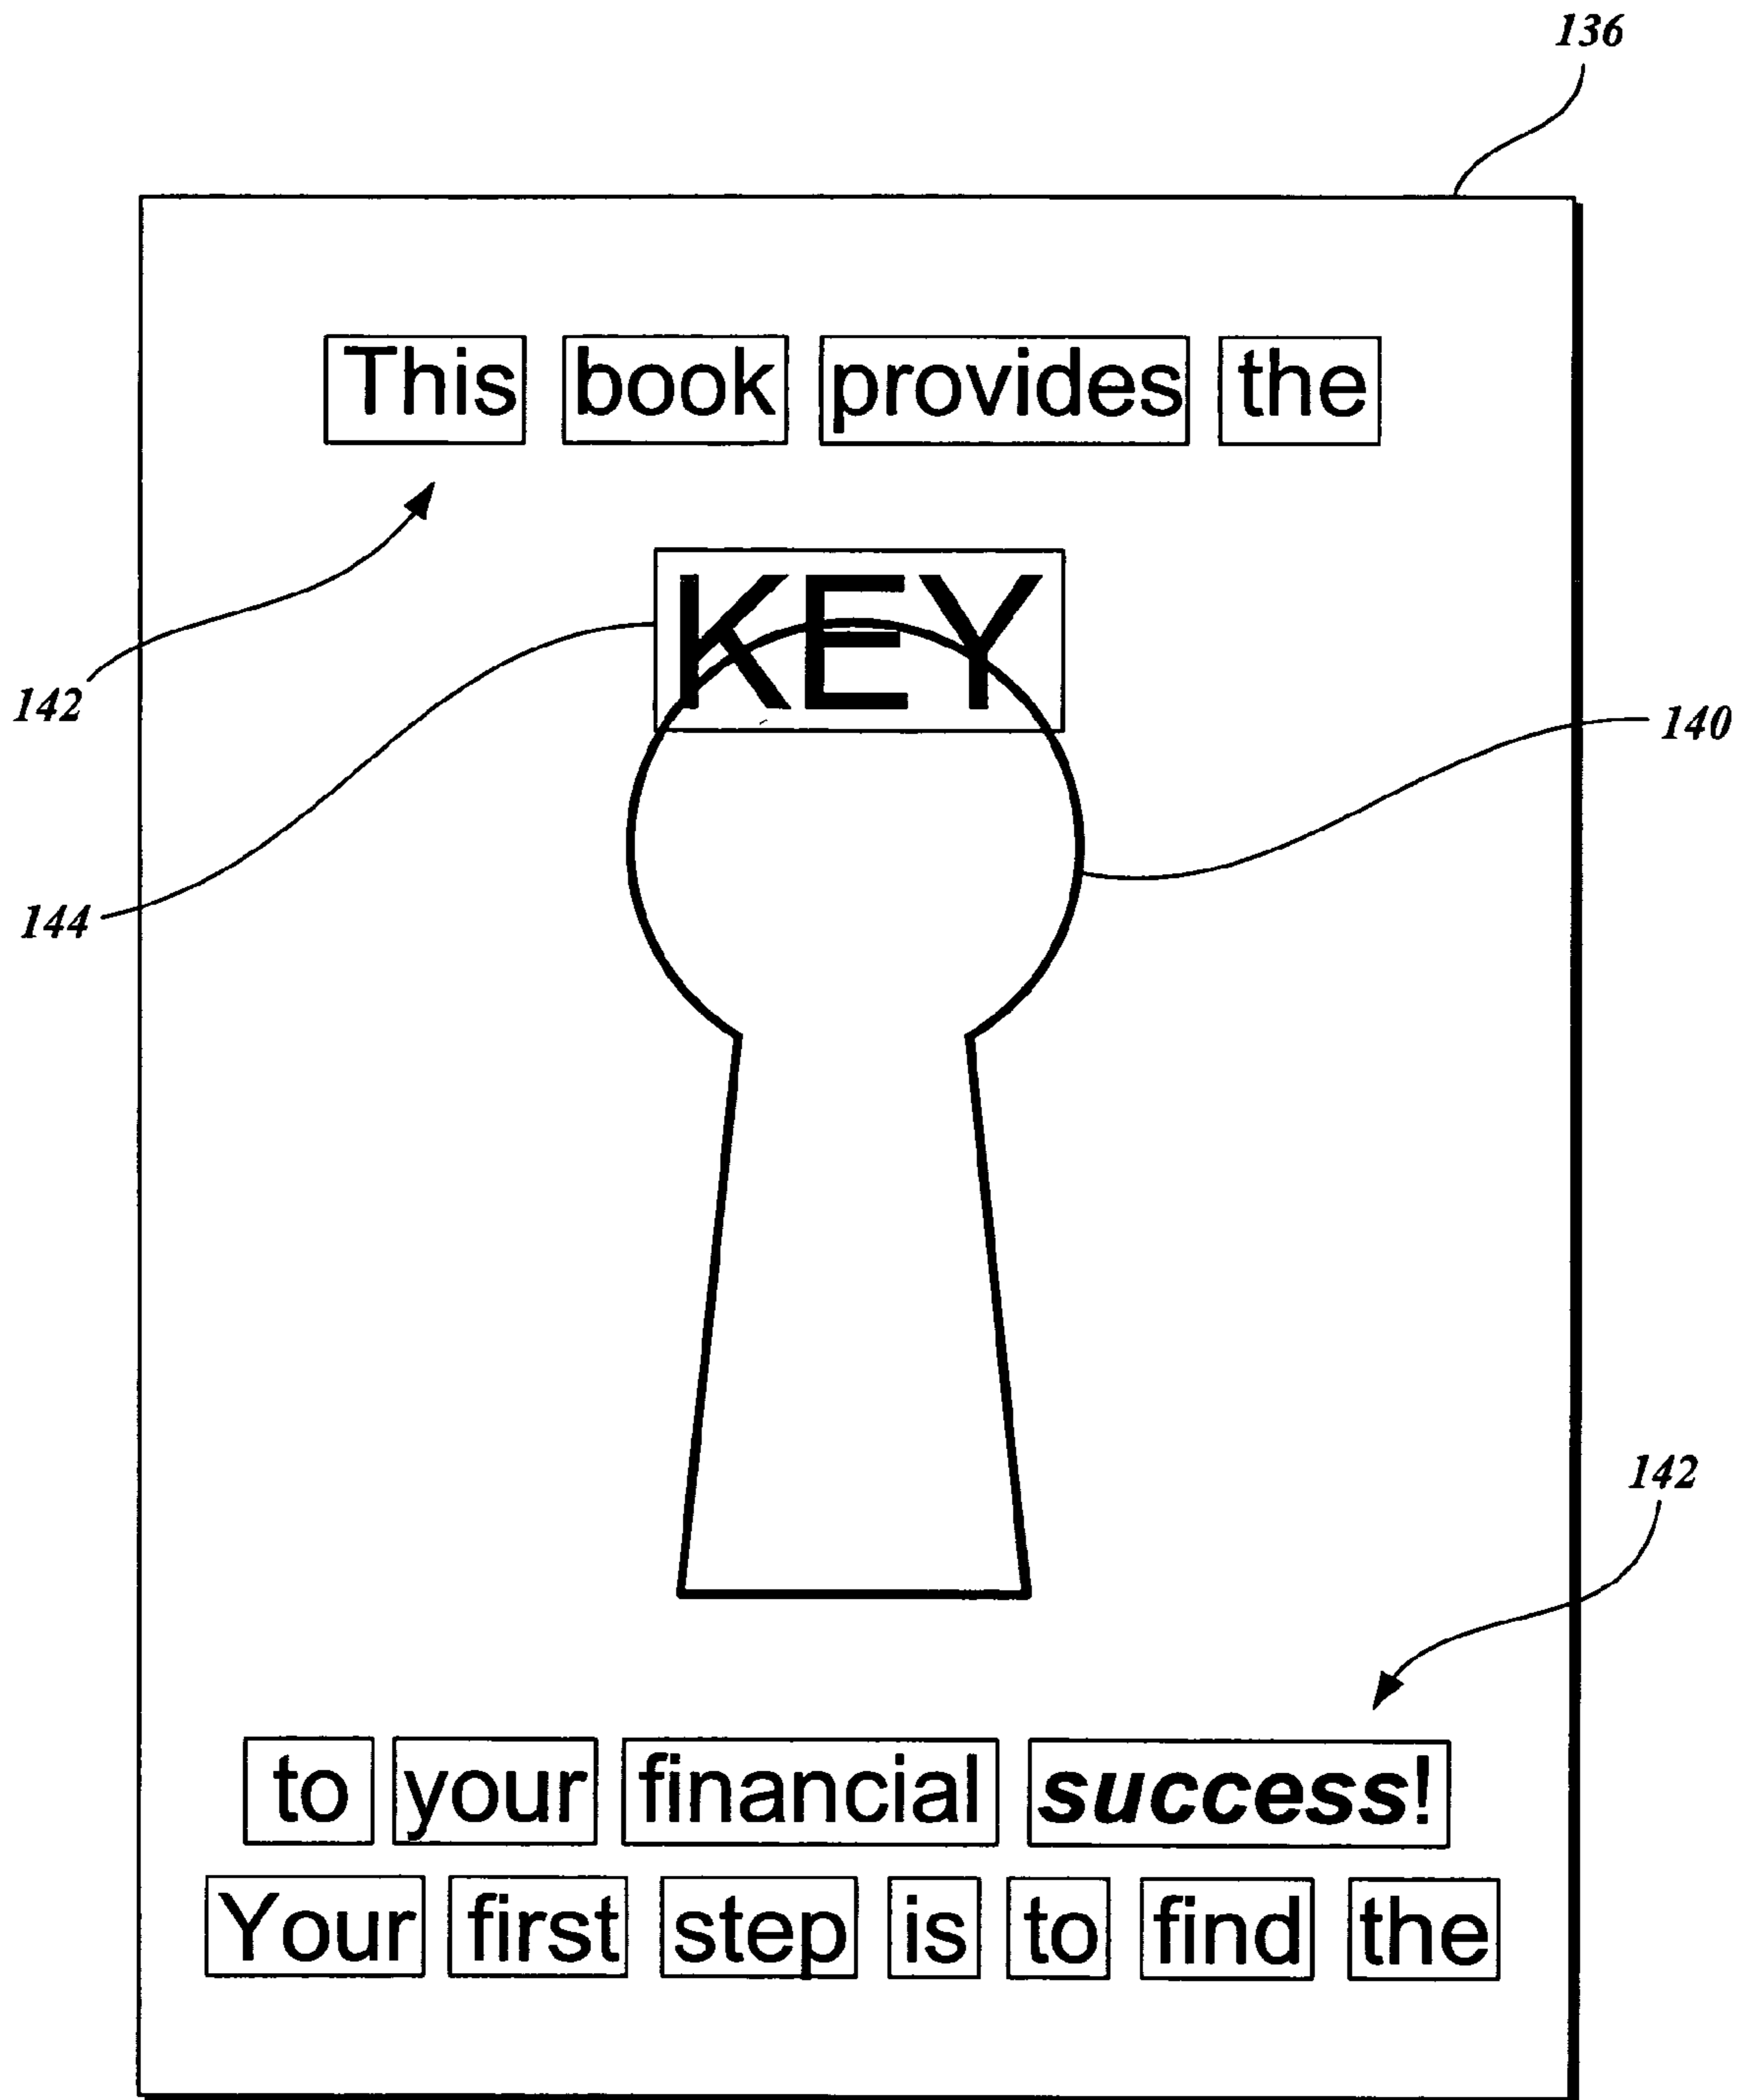 136
This book provides the
KEY
142
140
144
142
to your financial success!
Your first step is to find the